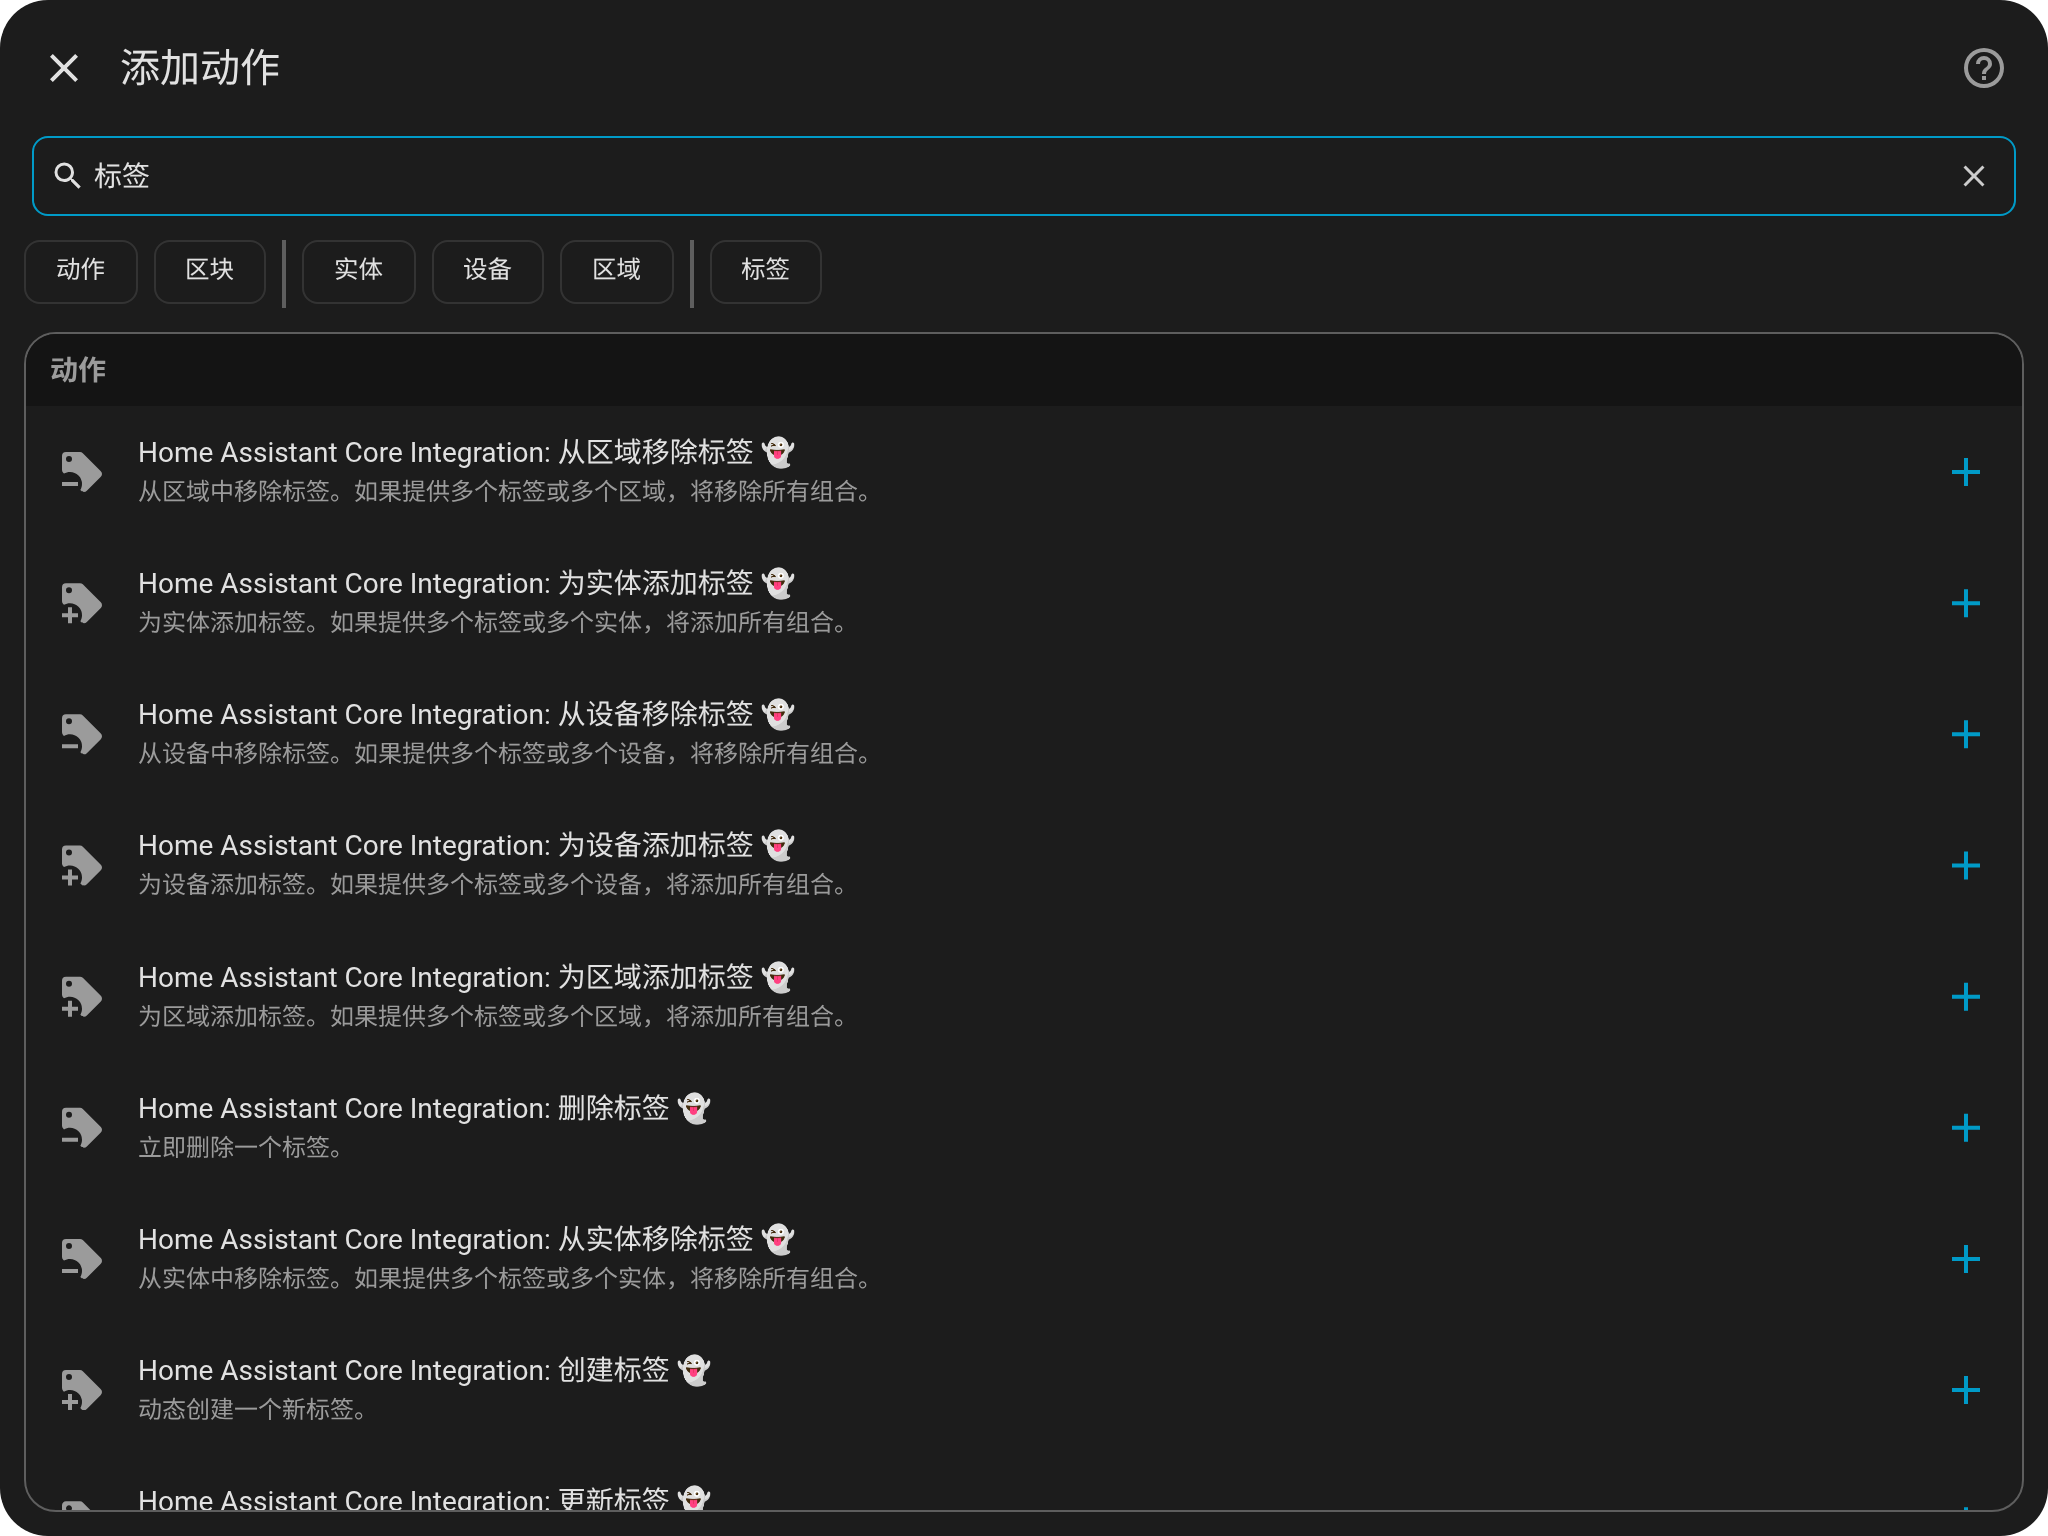 添加动作
标签
动作 区块 实体 设备 区域 标签
动作
Home Assistant Core Integration: 从区域移除标签 👻
从区域中移除标签。如果提供多个标签或多个区域，将移除所有组合。
Home Assistant Core Integration: 为实体添加标签 👻
为实体添加标签。如果提供多个标签或多个实体，将添加所有组合。
Home Assistant Core Integration: 从设备移除标签 👻
从设备中移除标签。如果提供多个标签或多个设备，将移除所有组合。
Home Assistant Core Integration: 为设备添加标签 👻
为设备添加标签。如果提供多个标签或多个设备，将添加所有组合。
Home Assistant Core Integration: 为区域添加标签 👻
为区域添加标签。如果提供多个标签或多个区域，将添加所有组合。
Home Assistant Core Integration: 删除标签 👻
立即删除一个标签。
Home Assistant Core Integration: 从实体移除标签 👻
从实体中移除标签。如果提供多个标签或多个实体，将移除所有组合。
Home Assistant Core Integration: 创建标签 👻
动态创建一个新标签。
Home Assistant Core Integration: 更新标签 👻